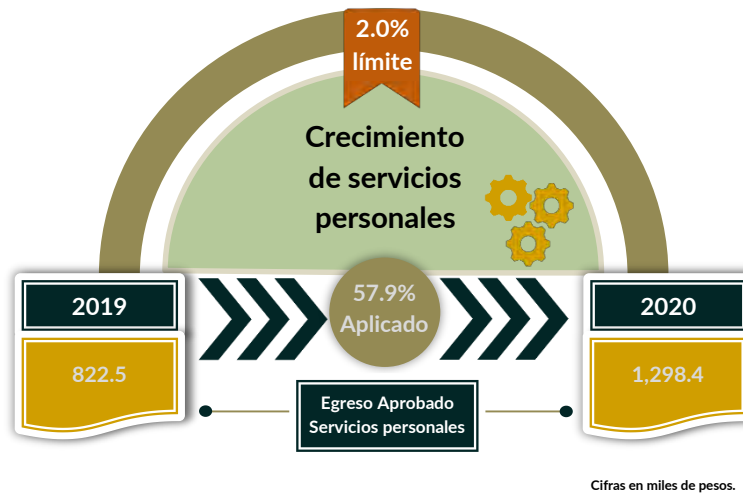 2.0%
límite
Crecimiento
de servicios
personales
2019
57.9%
Aplicado
2020
822.5
1,298.4
Egreso Aprobado
Servicios personales
Cifras en miles de pesos.